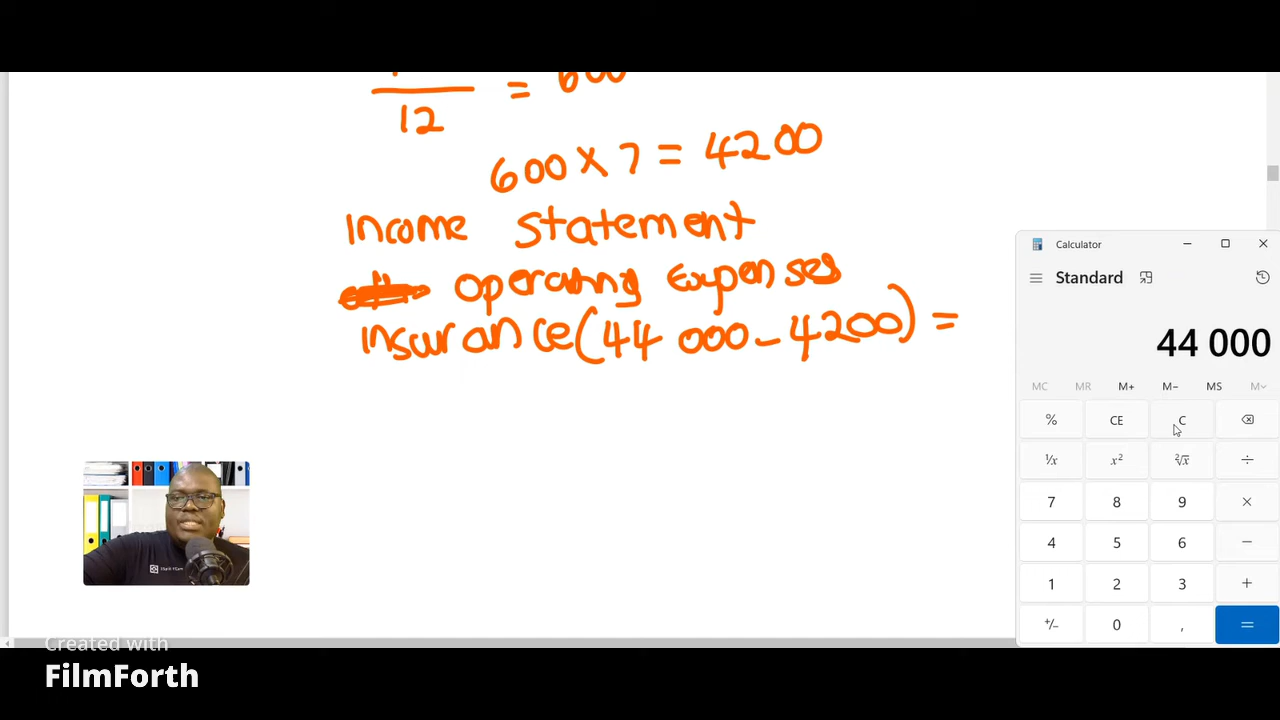 12 = 600
600 x 7 = 4200
Income Statement
operating Expenses
insurance (44 000 - 4200) =
Calculator
Standard
44 000
MC MR M+ M− MS M˅
% CE C
¹/x x² ²√x ÷
7 8 9 ×
4 5 6 −
1 2 3 +
+/− 0 , =
Created with
FilmForth